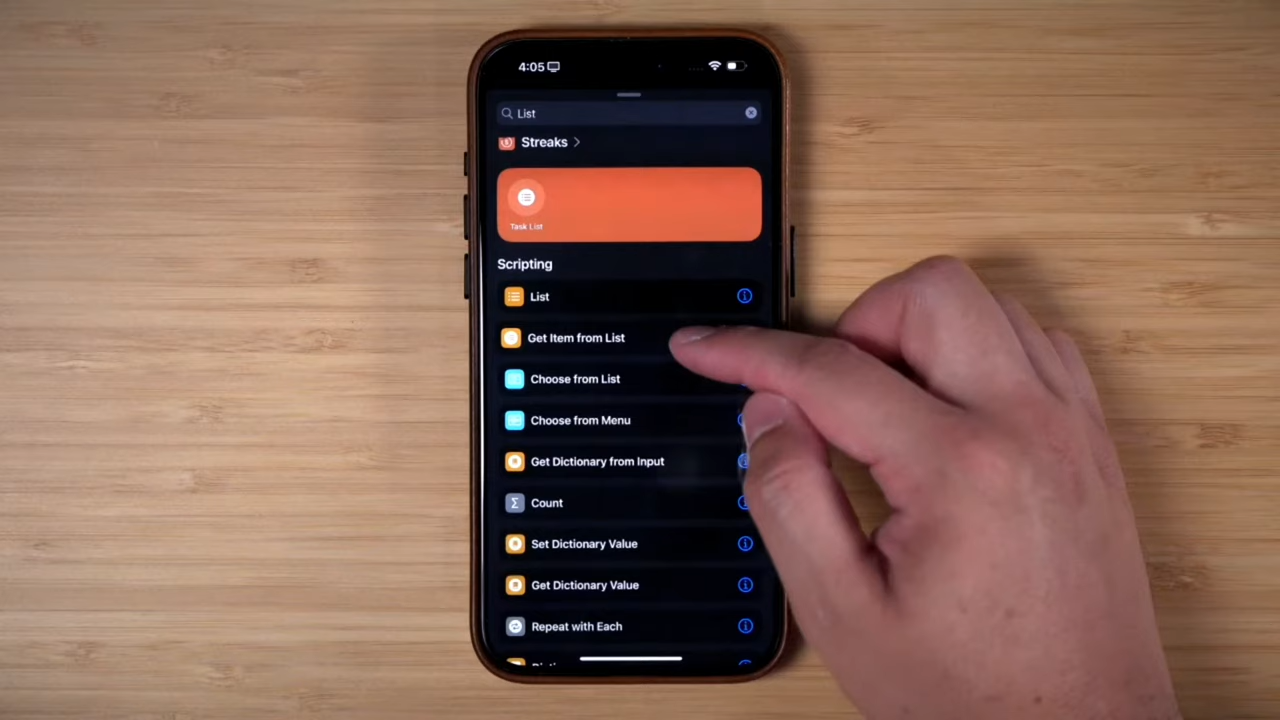 4:05
List
Streaks
Task List
Scripting
List
Get Item from List
Choose from List
Choose from Menu
Get Dictionary from Input
Count
Set Dictionary Value
Get Dictionary Value
Repeat with Each